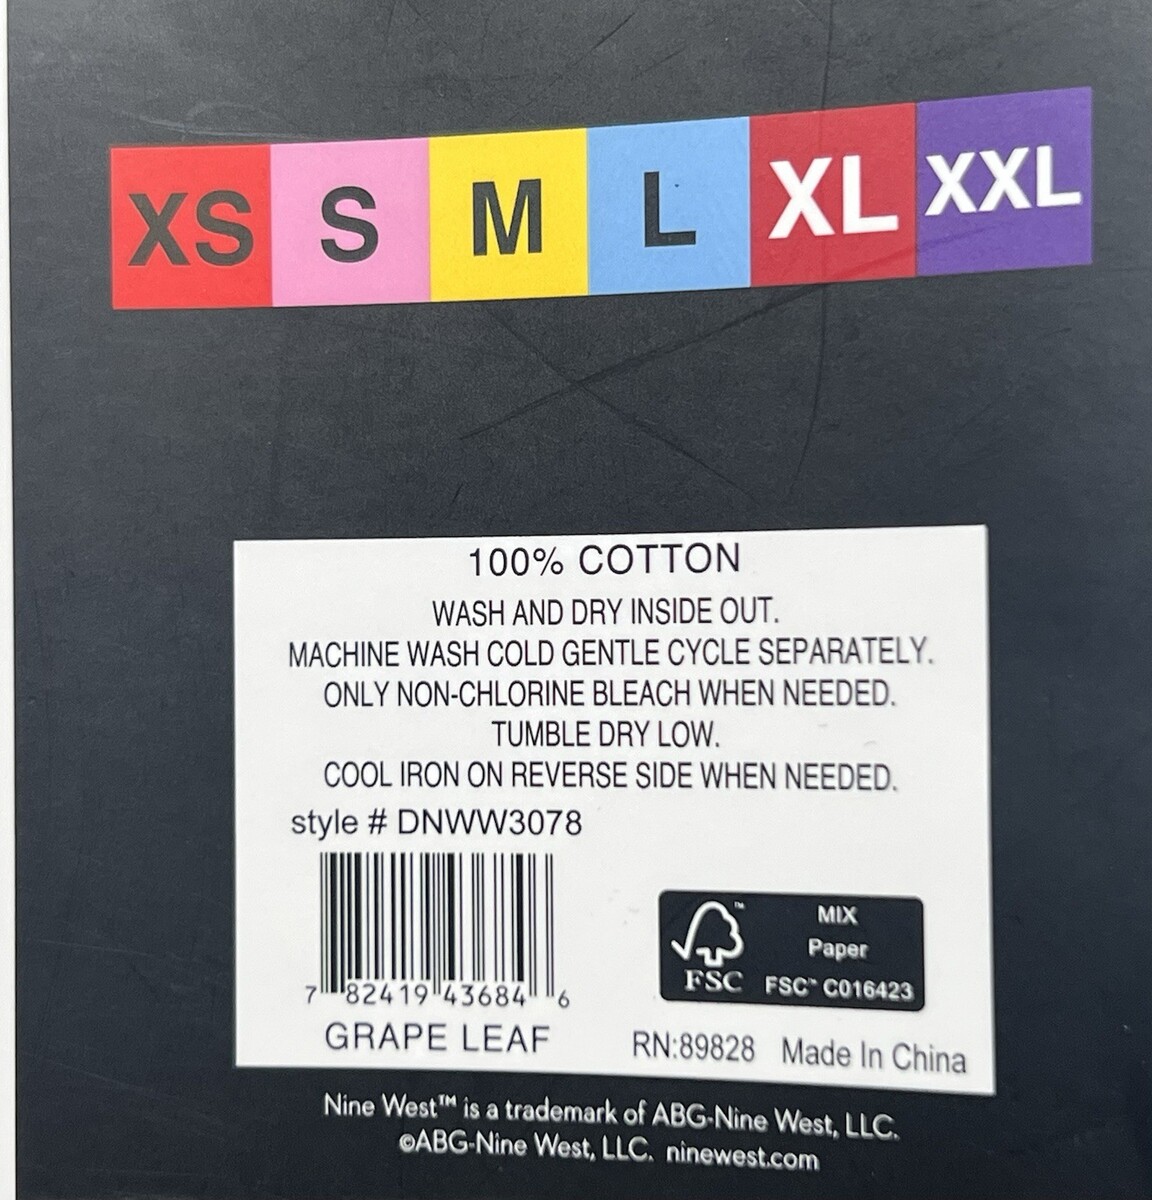 XS S M L XL XXL
100% COTTON
WASH AND DRY INSIDE OUT.
MACHINE WASH COLD GENTLE CYCLE SEPARATELY.
ONLY NON-CHLORINE BLEACH WHEN NEEDED.
TUMBLE DRY LOW.
COOL IRON ON REVERSE SIDE WHEN NEEDED.
style # DNWW3078
7 82419 43684 6
GRAPE LEAF
FSC
MIX
Paper
FSC™ C016423
RN:89828 Made In China
Nine West™ is a trademark of ABG-Nine West, LLC.
©ABG-Nine West, LLC. ninewest.com